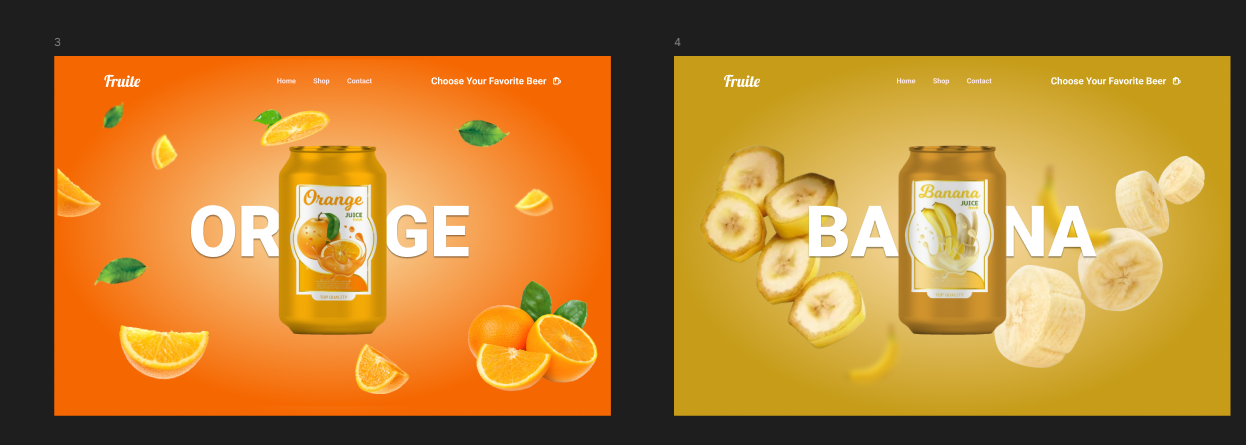 3
Fruite
Home Shop Contact
Choose Your Favorite Beer
Orange
JUICE
OR GE
TOP QUALITY
4
Fruite
Home Shop Contact
Choose Your Favorite Beer
Banana
JUICE
BA NA
TOP QUALITY